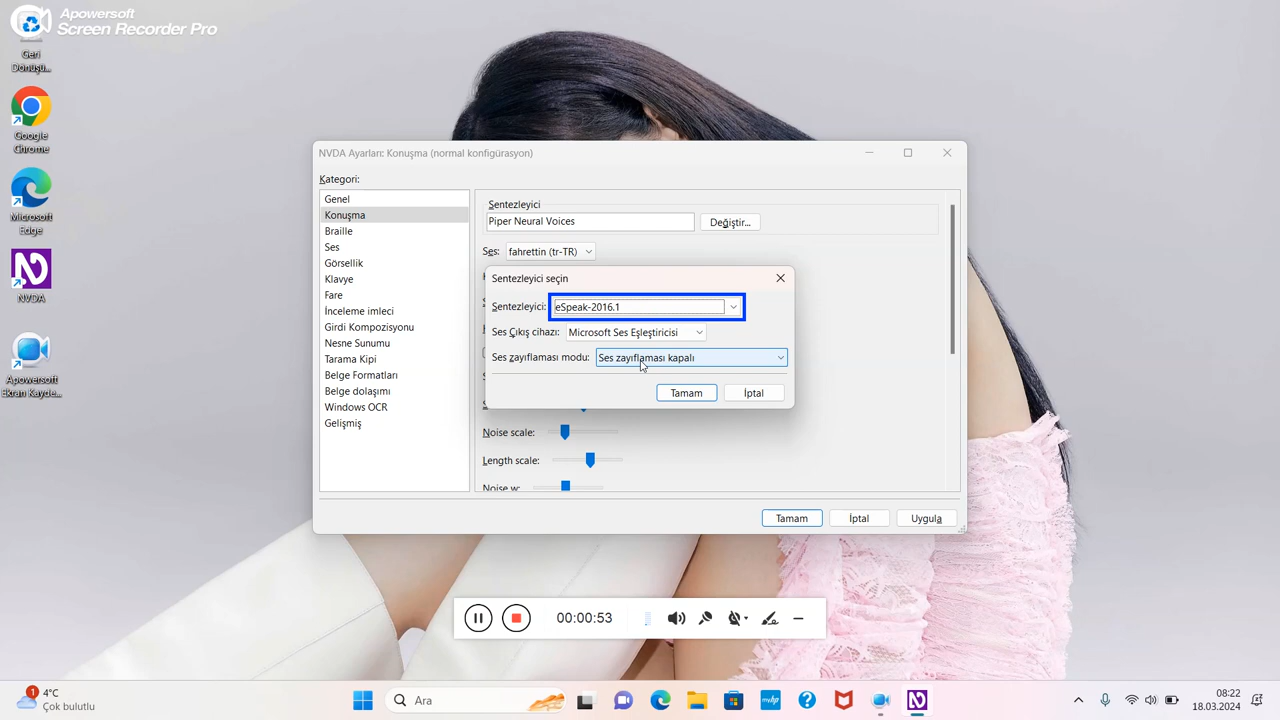 Apowersoft
Screen Recorder Pro
Geri
Dönüşü...
Google
Chrome
Microsoft
Edge
NVDA
Apowersoft
Ekran Kayde...
NVDA Ayarları: Konuşma (normal konfigürasyon)
Kategori:
Genel
Konuşma
Braille
Ses
Görsellik
Klavye
Fare
İnceleme imleci
Girdi Kompozisyonu
Nesne Sunumu
Tarama Kipi
Belge Formatları
Belge dolaşımı
Windows OCR
Gelişmiş
Sentezleyici
Piper Neural Voices
Değiştir...
Ses: fahrettin (tr-TR)
Sentezleyici seçin
Sentezleyici: eSpeak-2016.1
Ses Çıkış cihazı: Microsoft Ses Eşleştiricisi
Ses zayıflaması modu: Ses zayıflaması kapalı
Tamam
İptal
Noise scale:
Length scale:
Noise w:
Tamam
İptal
Uygula
00:00:53
1
4°C
Çok bulutlu
Ara
myhp
08:22
18.03.2024